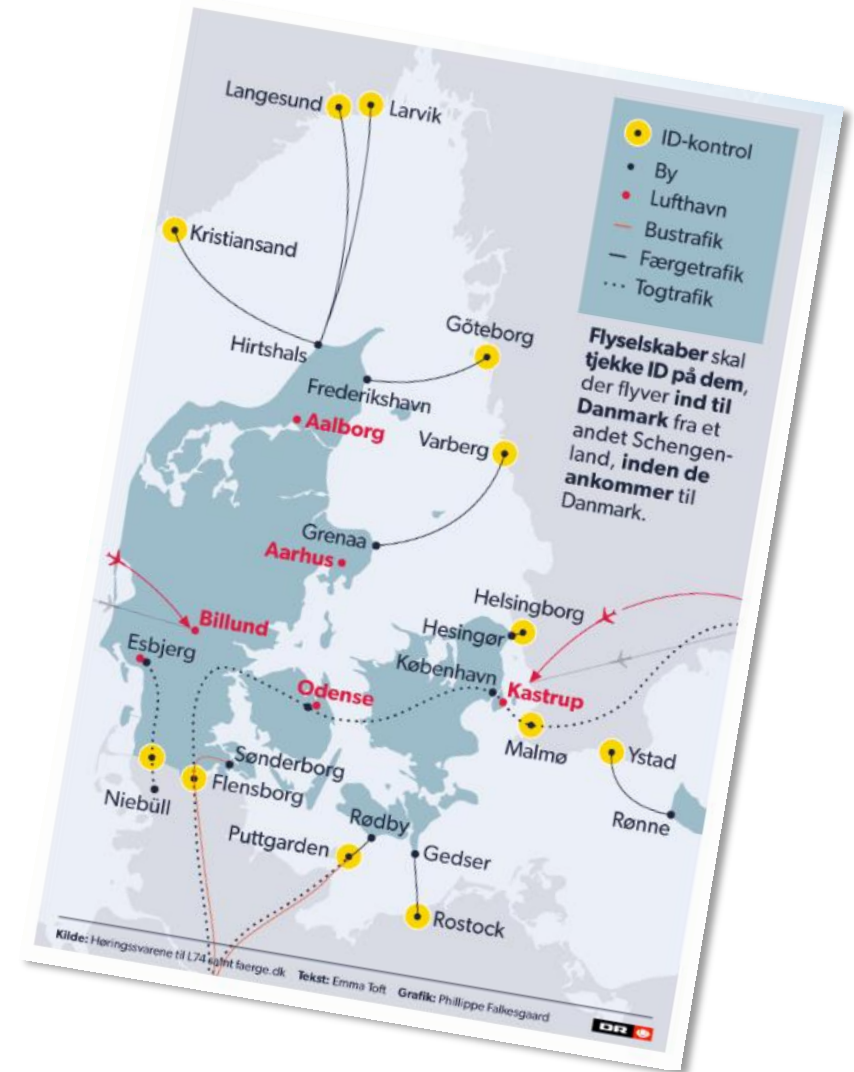 Langesund
Larvik
Kristiansand
Hirtshals
Göteborg
Frederikshavn
Aalborg
Varberg
Grenaa
Aarhus
Billund
Esbjerg
Helsingborg
Hesingør
København
Kastrup
Odense
Malmø
Ystad
Rønne
Sønderborg
Flensborg
Niebüll
Rødby
Puttgarden
Gedser
Rostock
ID-kontrol
By
Lufthavn
Bustrafik
Færgetrafik
Togtrafik
Flyselskaber skal
tjekke ID på dem,
der flyver ind til
Danmark fra et
andet Schengen-
land, inden de
ankommer til
Danmark.
Kilde: Høringssvarene til L74 samt faerge.dk Tekst: Emma Toft Grafik: Phillippe Falkesgaard
DR